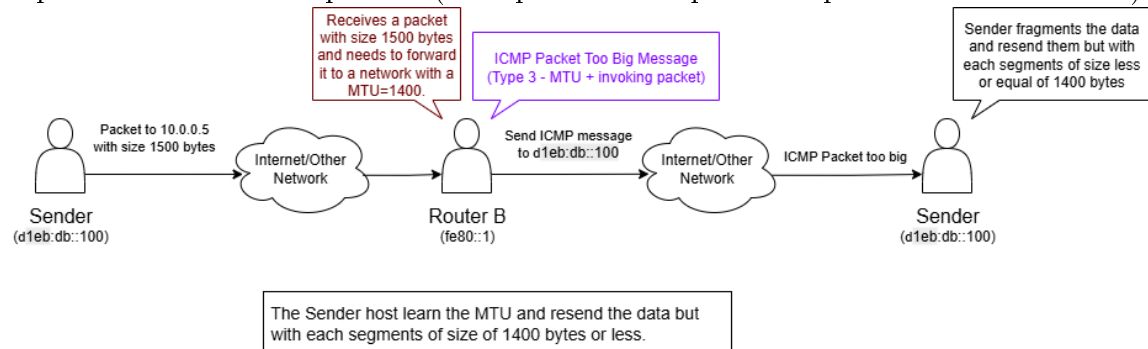 Receives a packet
with size 1500 bytes
and needs to forward
it to a network with a
MTU=1400.
ICMP Packet Too Big Message
(Type 3 - MTU + invoking packet)
Sender fragments the data
and resend them but with
each segments of size less
or equal of 1400 bytes
Packet to 10.0.0.5
with size 1500 bytes
Internet/Other
Network
Send ICMP message
to d1eb:db::100
Internet/Other
Network
ICMP Packet too big
Sender
(d1eb:db::100)
Router B
(fe80::1)
Sender
(d1eb:db::100)
The Sender host learn the MTU and resend the data but
with each segments of size of 1400 bytes or less.